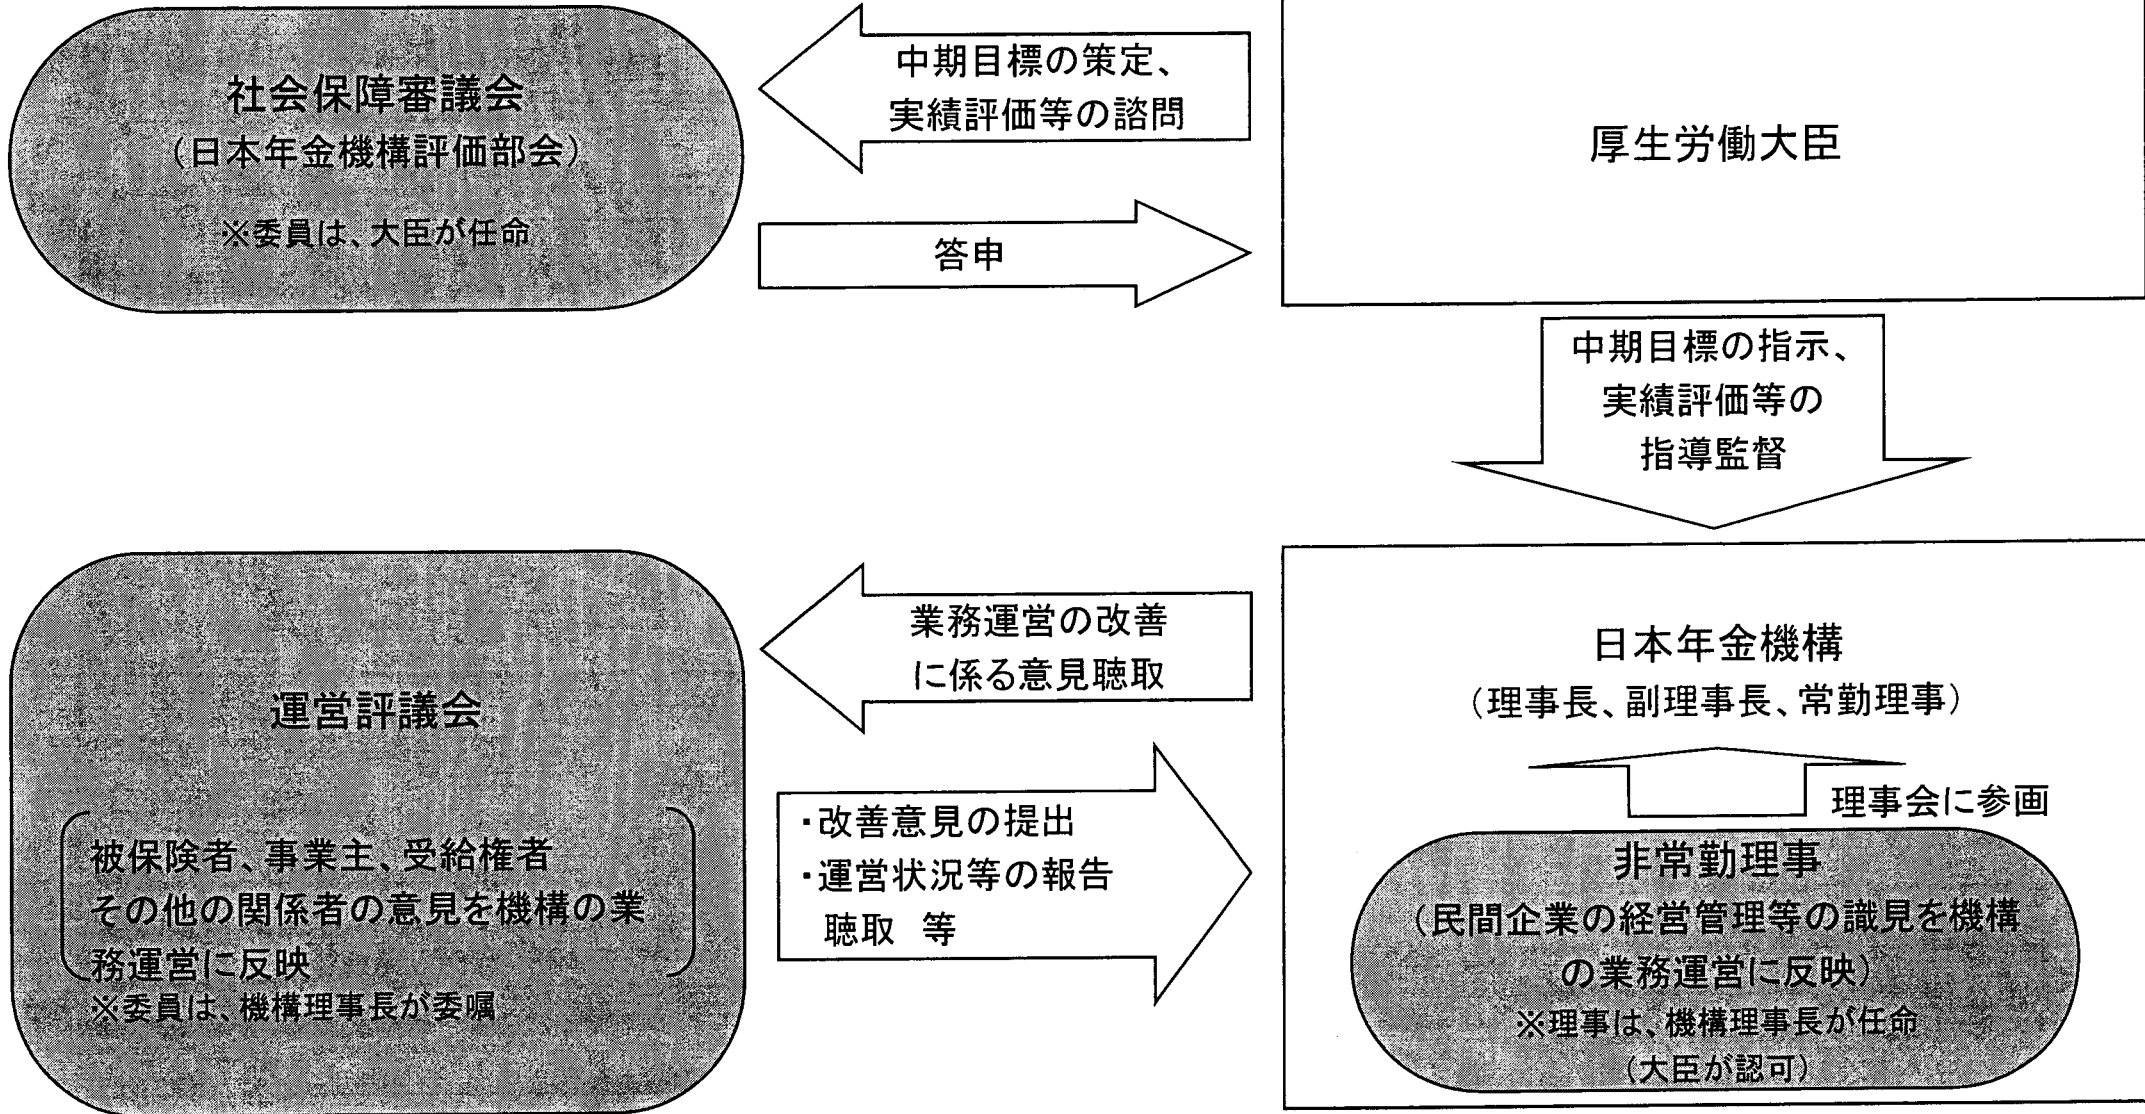 社会保障審議会
（日本年金機構評価部会）
※委員は、大臣が任命
中期目標の策定、
実績評価等の諮問
答申
厚生労働大臣
中期目標の指示、
実績評価等の
指導監督
運営評議会
被保険者、事業主、受給権者
その他の関係者の意見を機構の業
務運営に反映
※委員は、機構理事長が委嘱
業務運営の改善
に係る意見聴取
・改善意見の提出
・運営状況等の報告
聴取 等
日本年金機構
（理事長、副理事長、常勤理事）
理事会に参画
非常勤理事
（民間企業の経営管理等の識見を機構
の業務運営に反映）
※理事は、機構理事長が任命
（大臣が認可）